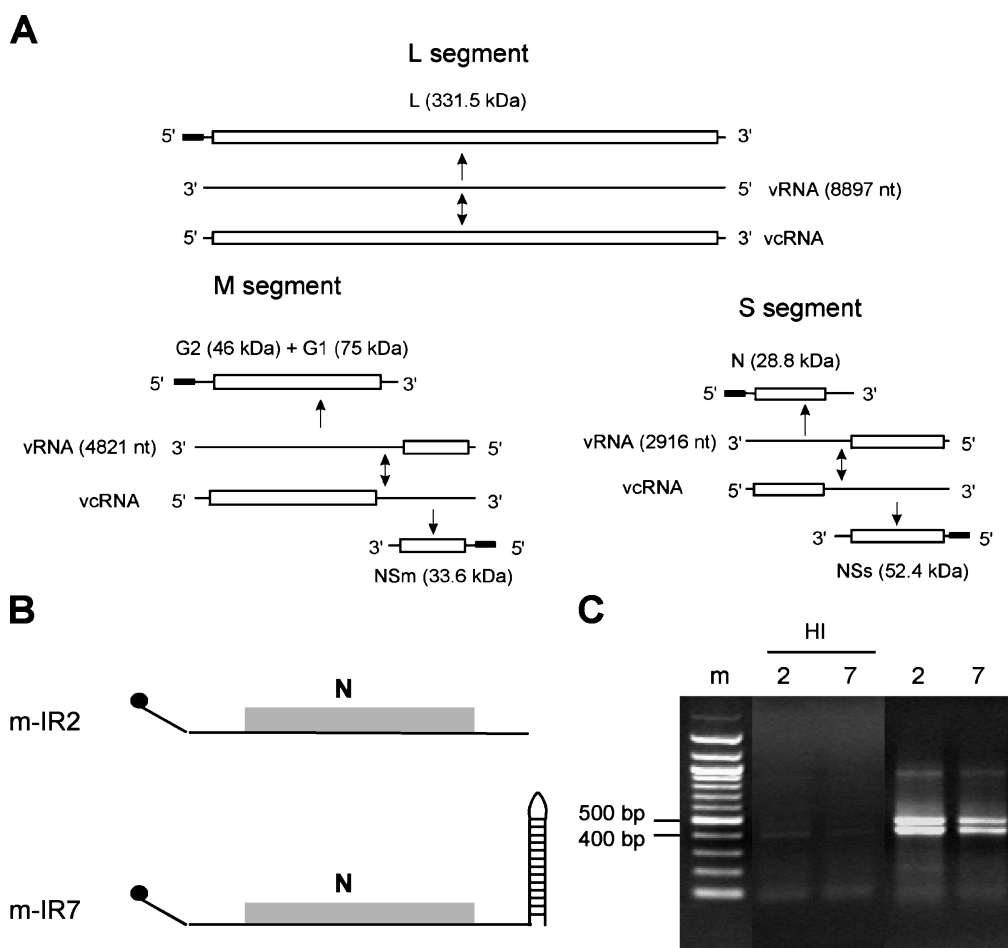 A
L segment
L (331.5 kDa)
5' 3'
3' 5' vRNA (8897 nt)
5' 3' vcRNA
M segment
G2 (46 kDa) + G1 (75 kDa)
5' 3'
vRNA (4821 nt) 3' 5'
vcRNA 5' 3'
3' 5'
NSm (33.6 kDa)
S segment
N (28.8 kDa)
5' 3'
vRNA (2916 nt) 3' 5'
vcRNA 5' 3'
3' 5'
NSs (52.4 kDa)
B
m-IR2 N
m-IR7 N
C
HI
m 2 7 2 7
500 bp
400 bp